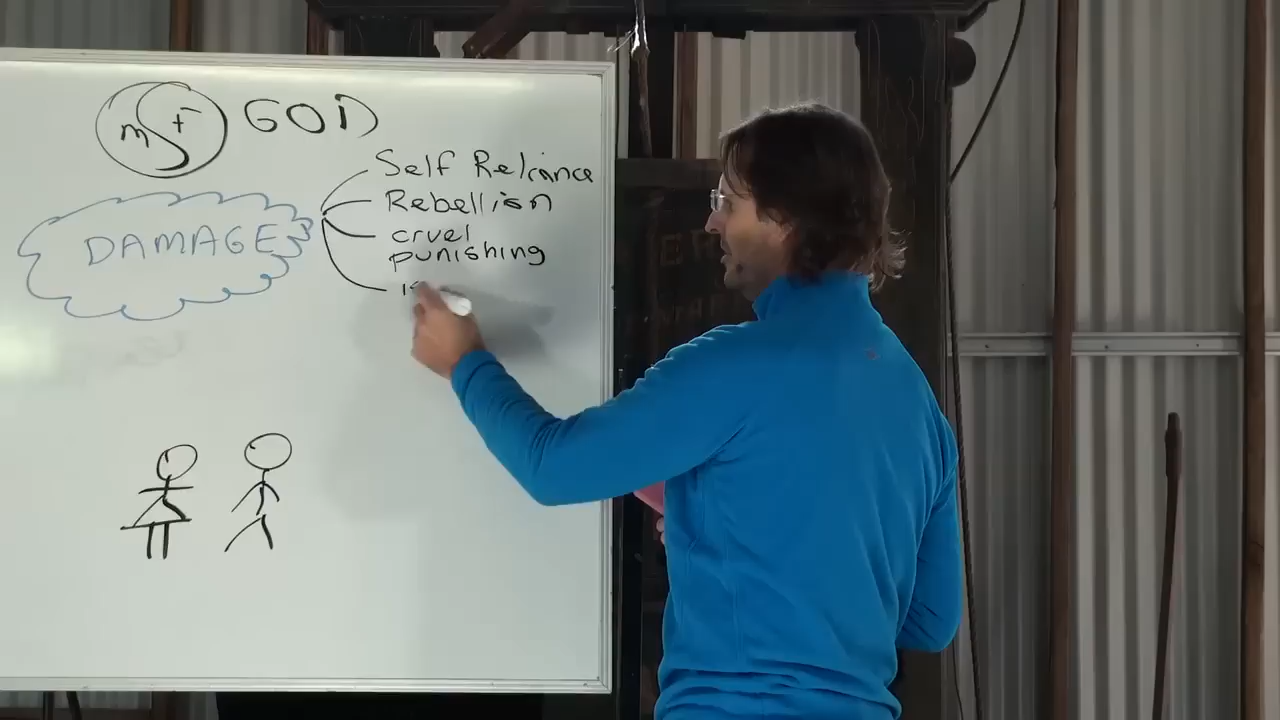 m f GOD
Self Reliance
Rebellion
DAMAGE
cruel
punishing